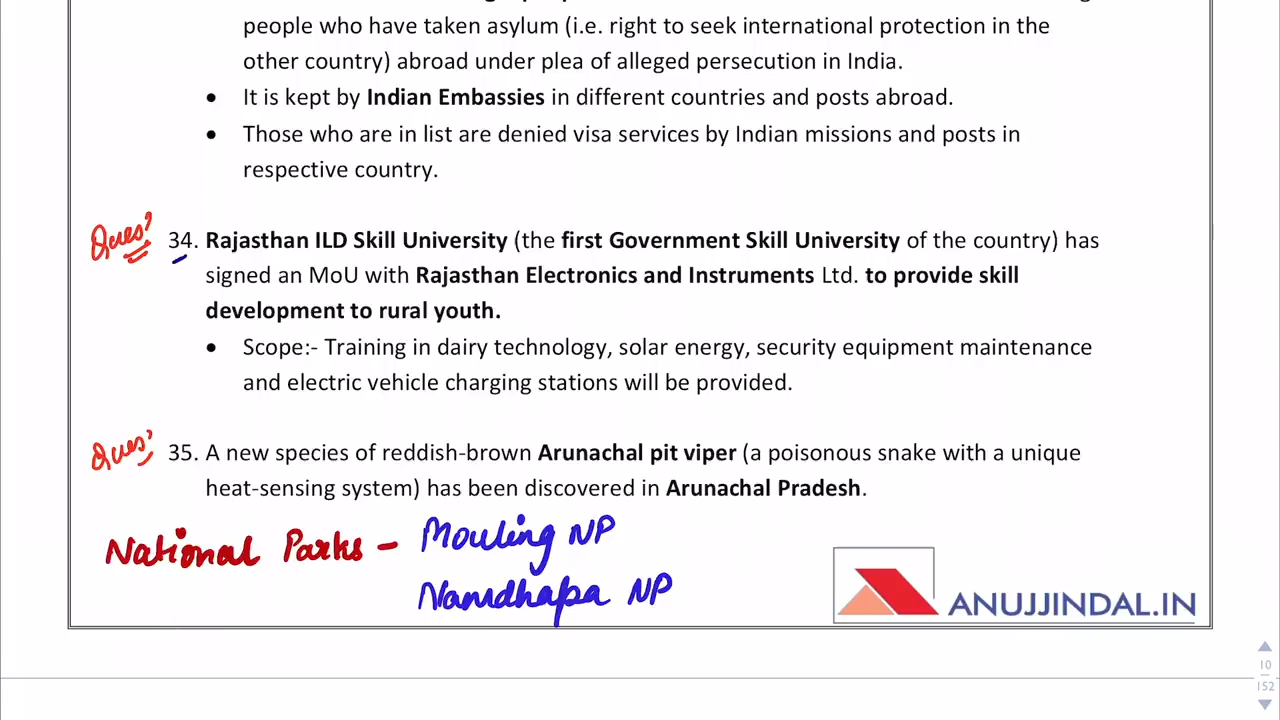 people who have taken asylum (i.e. right to seek international protection in the
other country) abroad under plea of alleged persecution in India.
• It is kept by Indian Embassies in different countries and posts abroad.
• Those who are in list are denied visa services by Indian missions and posts in
respective country.
Ques' 34. Rajasthan ILD Skill University (the first Government Skill University of the country) has
signed an MoU with Rajasthan Electronics and Instruments Ltd. to provide skill
development to rural youth.
• Scope:- Training in dairy technology, solar energy, security equipment maintenance
and electric vehicle charging stations will be provided.
Ques' 35. A new species of reddish-brown Arunachal pit viper (a poisonous snake with a unique
heat-sensing system) has been discovered in Arunachal Pradesh.
National Parks - Mouling NP
Namdhapa NP
ANUJJINDAL.IN
10
152